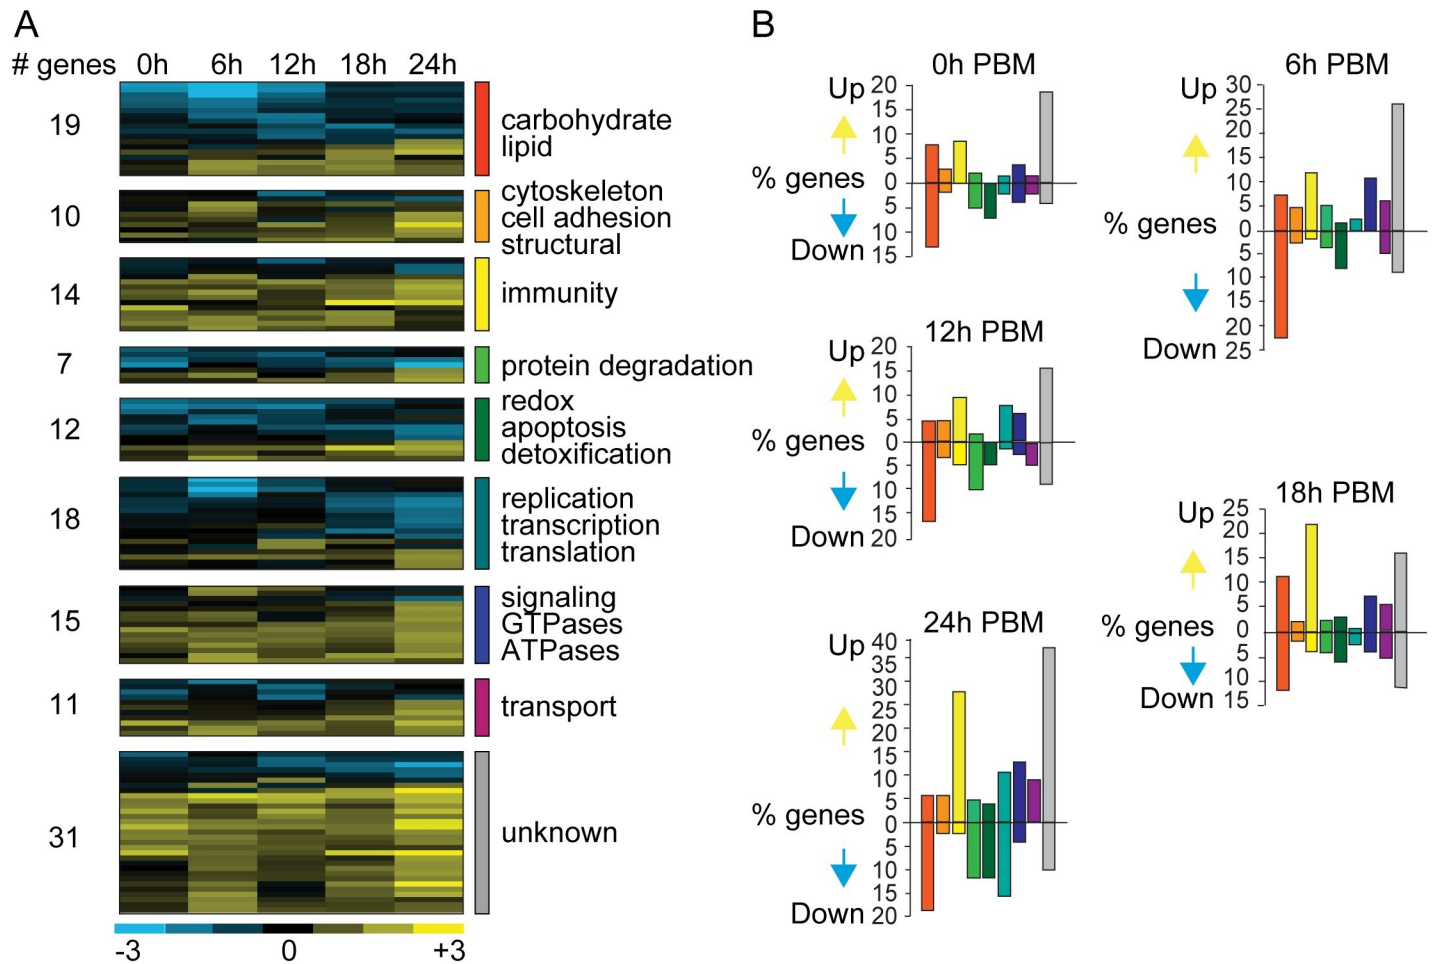 A
# genes 0h 6h 12h 18h 24h
19
carbohydrate
lipid
10
cytoskeleton
cell adhesion
structural
14
immunity
7
protein degradation
12
redox
apoptosis
detoxification
18
replication
transcription
translation
15
signaling
GTPases
ATPases
11
transport
31
unknown
-3 0 +3
B
0h PBM
Up
% genes
Down
20
15
10
5
0
5
10
15
6h PBM
Up
% genes
Down
30
25
20
15
10
5
0
5
10
15
20
25
12h PBM
Up
% genes
Down
20
15
10
5
0
5
10
15
20
18h PBM
Up
% genes
Down
25
20
15
10
5
0
5
10
15
24h PBM
Up
% genes
Down
40
35
30
25
20
15
10
5
0
5
10
15
20